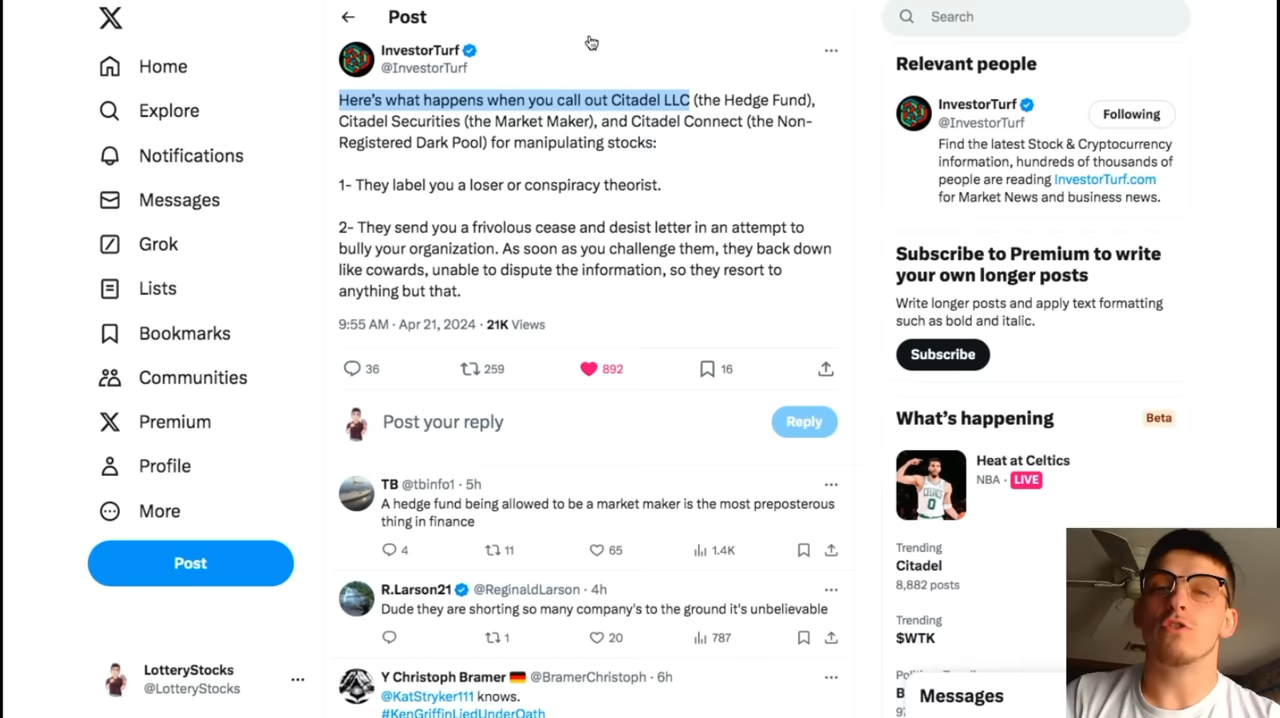 Home
Explore
Notifications
Messages
Grok
Lists
Bookmarks
Communities
Premium
Profile
More
Post
LotteryStocks
@LotteryStocks
Post
InvestorTurf
@InvestorTurf
Here's what happens when you call out Citadel LLC (the Hedge Fund),
Citadel Securities (the Market Maker), and Citadel Connect (the Non-
Registered Dark Pool) for manipulating stocks:
1- They label you a loser or conspiracy theorist.
2- They send you a frivolous cease and desist letter in an attempt to
bully your organization. As soon as you challenge them, they back down
like cowards, unable to dispute the information, so they resort to
anything but that.
9:55 AM · Apr 21, 2024 · 21K Views
36 259 892 16
Post your reply
Reply
TB @tbinfo1 · 5h
A hedge fund being allowed to be a market maker is the most preposterous
thing in finance
4 11 65 1.4K
R.Larson21 @ReginaldLarson · 4h
Dude they are shorting so many company's to the ground it's unbelievable
1 20 787
Y Christoph Bramer @BramerChristoph · 6h
@KatStryker111 knows.
#KenGriffinLiedUnderOath
Search
Relevant people
InvestorTurf
@InvestorTurf
Following
Find the latest Stock & Cryptocurrency
information, hundreds of thousands of
people are reading InvestorTurf.com
for Market News and business news.
Subscribe to Premium to write
your own longer posts
Write longer posts and apply text formatting
such as bold and italic.
Subscribe
What's happening
Beta
Heat at Celtics
NBA · LIVE
Trending
Citadel
8,882 posts
Trending
$WTK
Messages